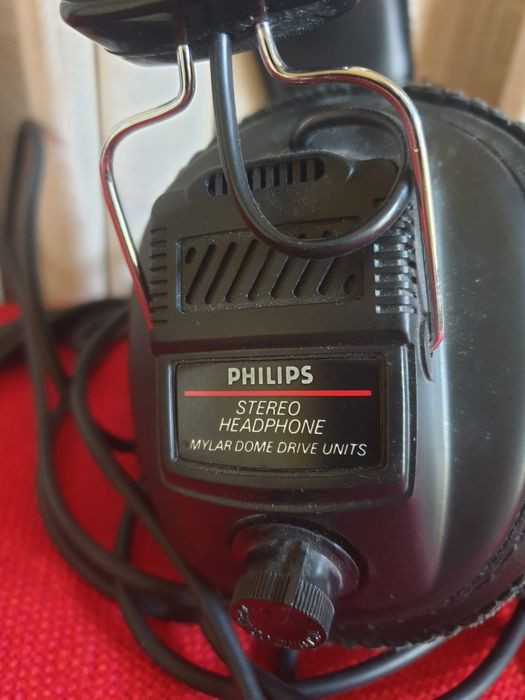 PHILIPS
STEREO
HEADPHONE
MYLAR DOME DRIVE UNITS